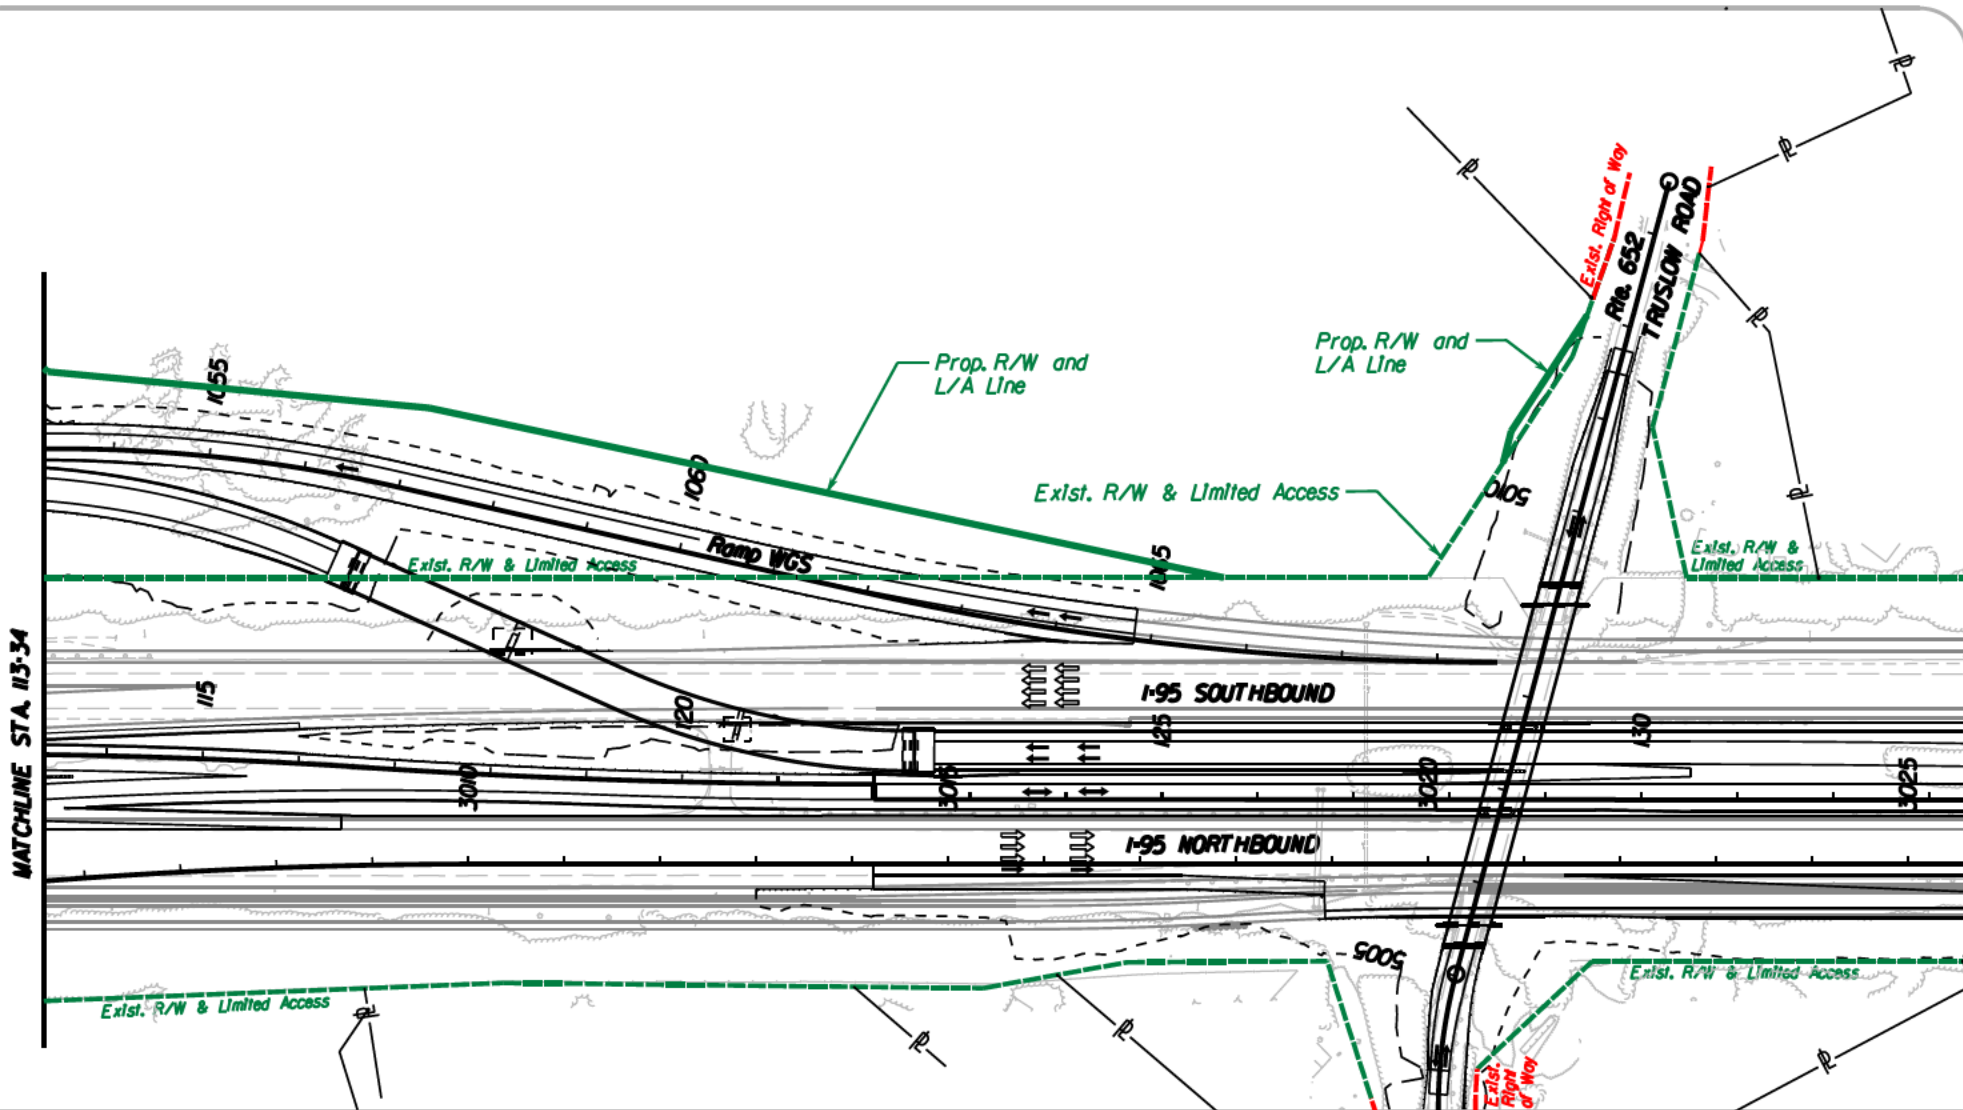 Exist. Right of Way
Rte. 652
TRUSLOW ROAD
Prop. R/W and
L/A Line
Prop. R/W and
L/A Line
1055
1060
1065
Exist. R/W & Limited Access
5010
Ramp WGS
Exist. R/W & Limited Access
Exist. R/W &
Limited Access
MATCHLINE STA. 113+34
115
120
125
130
I-95 SOUTHBOUND
3010
3015
3020
3025
I-95 NORTHBOUND
5005
Exist. R/W & Limited Access
Exist. R/W & Limited Access
Exist.
Right
of Way